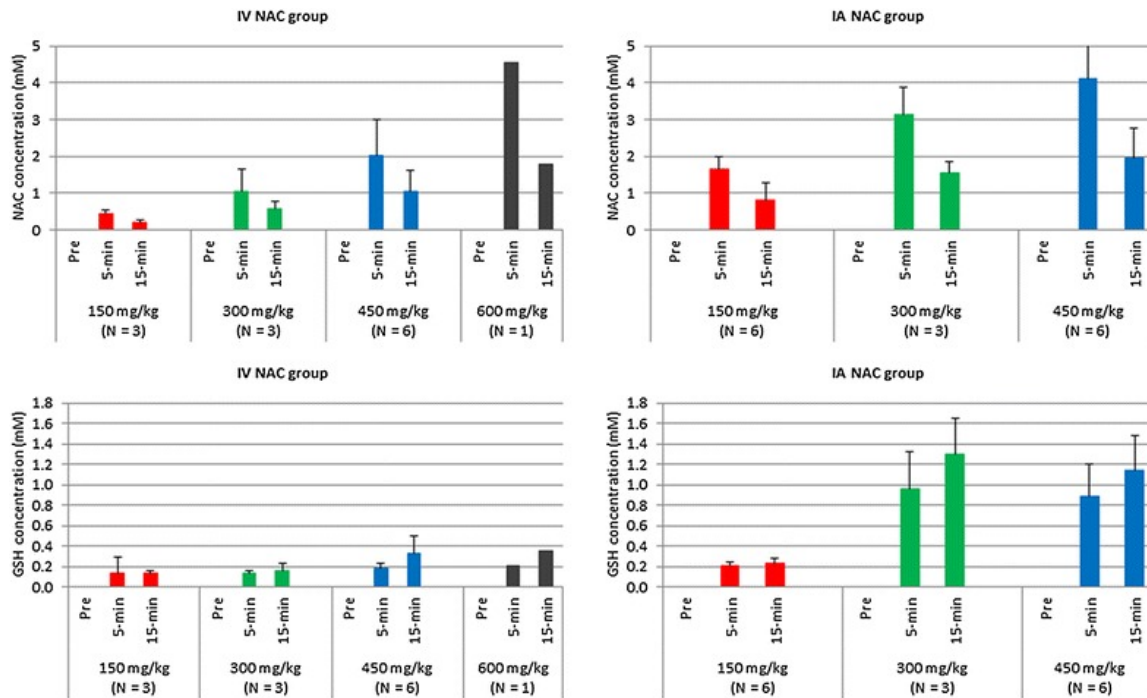 IV NAC group
NAC concentration (mM)
5
4
3
2
1
0
Pre 5-min 15-min Pre 5-min 15-min Pre 5-min 15-min Pre 5-min 15-min
150 mg/kg 300 mg/kg 450 mg/kg 600 mg/kg
(N = 3) (N = 3) (N = 6) (N = 1)
IA NAC group
NAC concentration (mM)
5
4
3
2
1
0
Pre 5-min 15-min Pre 5-min 15-min Pre 5-min 15-min
150 mg/kg 300 mg/kg 450 mg/kg
(N = 6) (N = 3) (N = 6)
IV NAC group
GSH concentration (mM)
1.8
1.6
1.4
1.2
1.0
0.8
0.6
0.4
0.2
0.0
Pre 5-min 15-min Pre 5-min 15-min Pre 5-min 15-min Pre 5-min 15-min
150 mg/kg 300 mg/kg 450 mg/kg 600 mg/kg
(N = 3) (N = 3) (N = 6) (N = 1)
IA NAC group
GSH concentration (mM)
1.8
1.6
1.4
1.2
1.0
0.8
0.6
0.4
0.2
0.0
Pre 5-min 15-min Pre 5-min 15-min Pre 5-min 15-min
150 mg/kg 300 mg/kg 450 mg/kg
(N = 6) (N = 3) (N = 6)